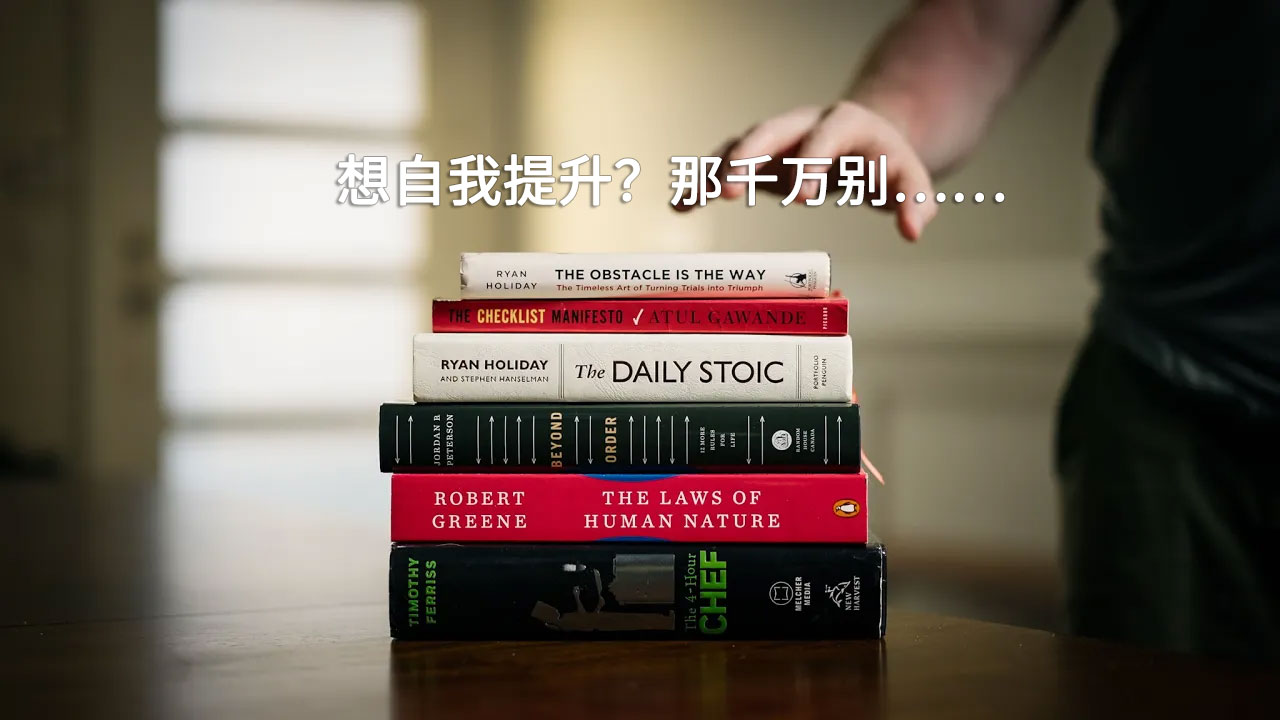 想自我提升？那千万别……
RYAN HOLIDAY THE OBSTACLE IS THE WAY
The Timeless Art of Turning Trials into Triumph
THE CHECKLIST MANIFESTO ✓ ATUL GAWANDE
RYAN HOLIDAY
AND STEPHEN HANSELMAN
The DAILY STOIC
PORTFOLIO
PENGUIN
JORDAN B
PETERSON
BEYOND
ORDER
12 MORE
RULES
FOR
LIFE
RANDOM
HOUSE
CANADA
ROBERT
GREENE
THE LAWS OF
HUMAN NATURE
TIMOTHY
FERRISS
The 4-Hour
CHEF
MELCHER
MEDIA
NEW
HARVEST